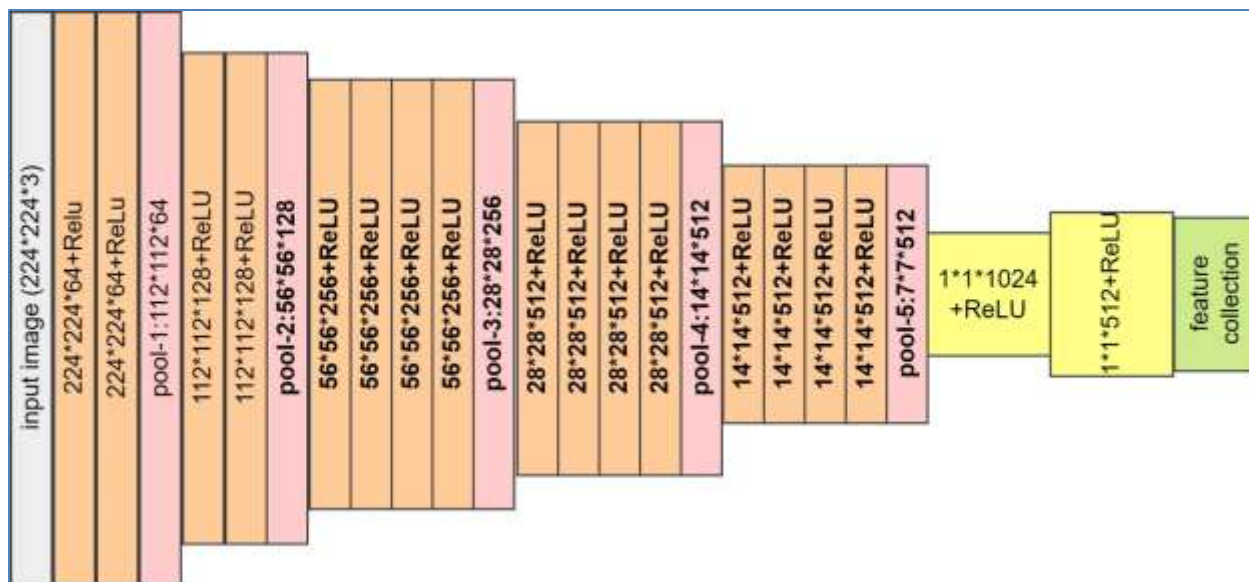 input image (224*224*3)
224*224*64+Relu
224*224*64+ReLu
pool-1:112*112*64
112*112*128+ReLU
112*112*128+ReLU
pool-2:56*56*128
56*56*256+ReLU
56*56*256+ReLU
56*56*256+ReLU
56*56*256+ReLU
pool-3:28*28*256
28*28*512+ReLU
28*28*512+ReLU
28*28*512+ReLU
28*28*512+ReLU
pool-4:14*14*512
14*14*512+ReLU
14*14*512+ReLU
14*14*512+ReLU
14*14*512+ReLU
pool-5:7*7*512
1*1*1024
+ReLU
1*1*512+ReLU
feature
collection